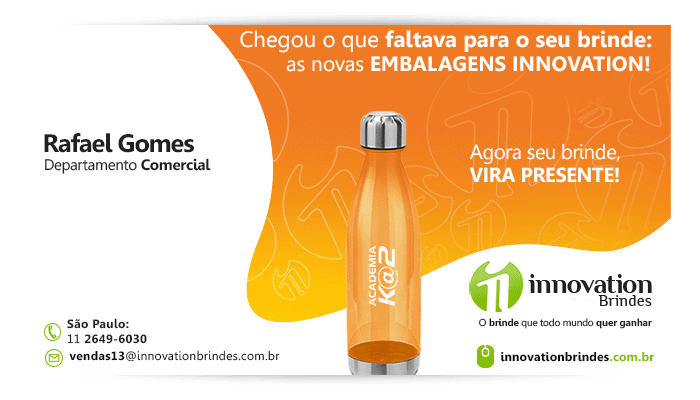 Chegou o que faltava para o seu brinde:
as novas EMBALAGENS INNOVATION!
Rafael Gomes
Departamento Comercial
Agora seu brinde,
VIRA PRESENTE!
ACADEMIA
K@2
innovation
Brindes
O brinde que todo mundo quer ganhar
São Paulo:
11 2649-6030
vendas13@innovationbrindes.com.br
innovationbrindes.com.br